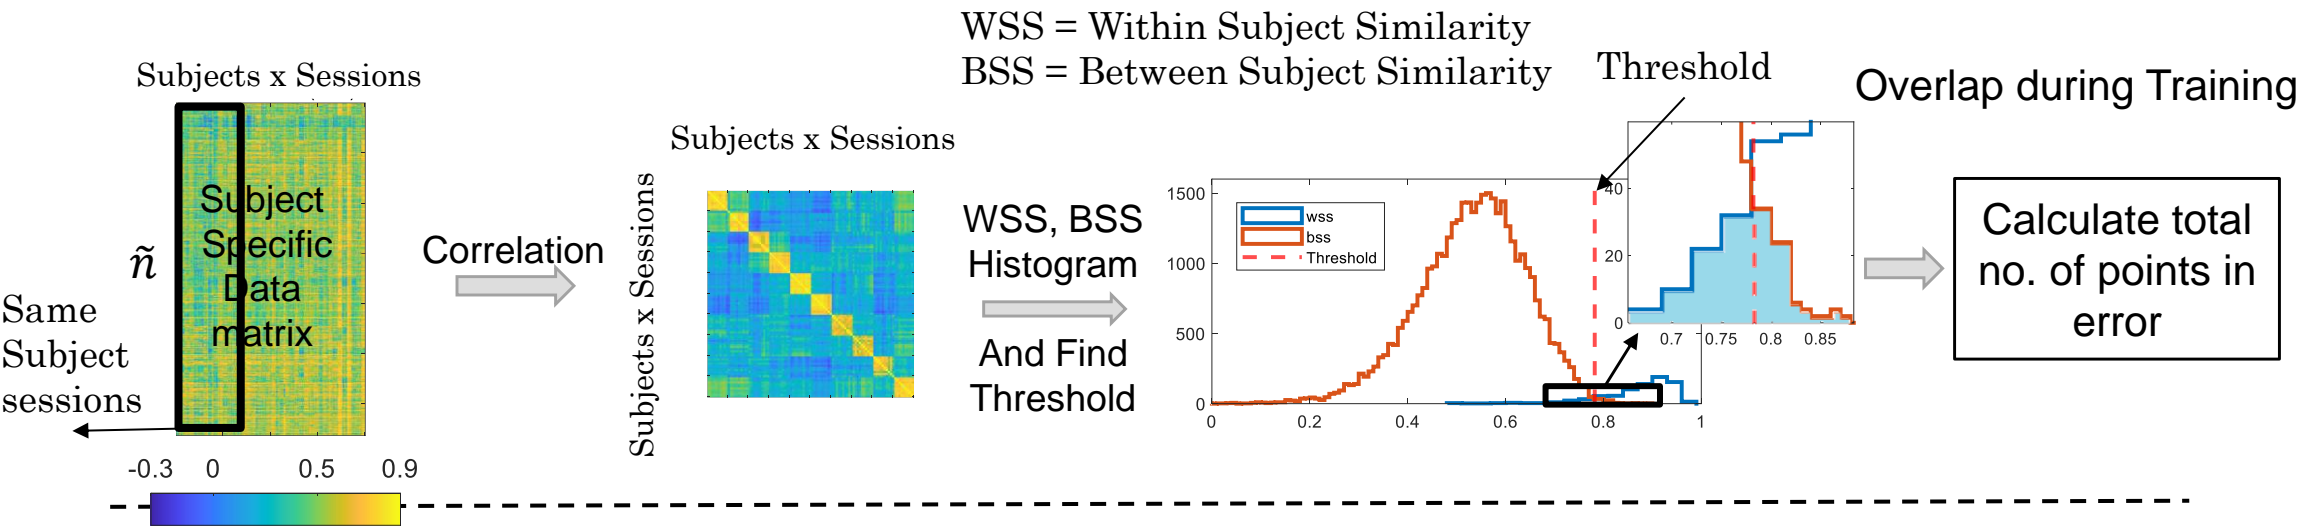 WSS = Within Subject Similarity
BSS = Between Subject Similarity
Subjects x Sessions
Subject
Specific
Data
matrix
ñ
Same
Subject
sessions
-0.3 0 0.5 0.9
Correlation
Subjects x Sessions
Subjects x Sessions
WSS, BSS
Histogram
And Find
Threshold
1500
1000
500
0
0 0.2 0.4 0.6 0.8 1
wss
bss
Threshold
Threshold
40
20
0
0.7 0.75 0.8 0.85
Overlap during Training
Calculate total
no. of points in
error